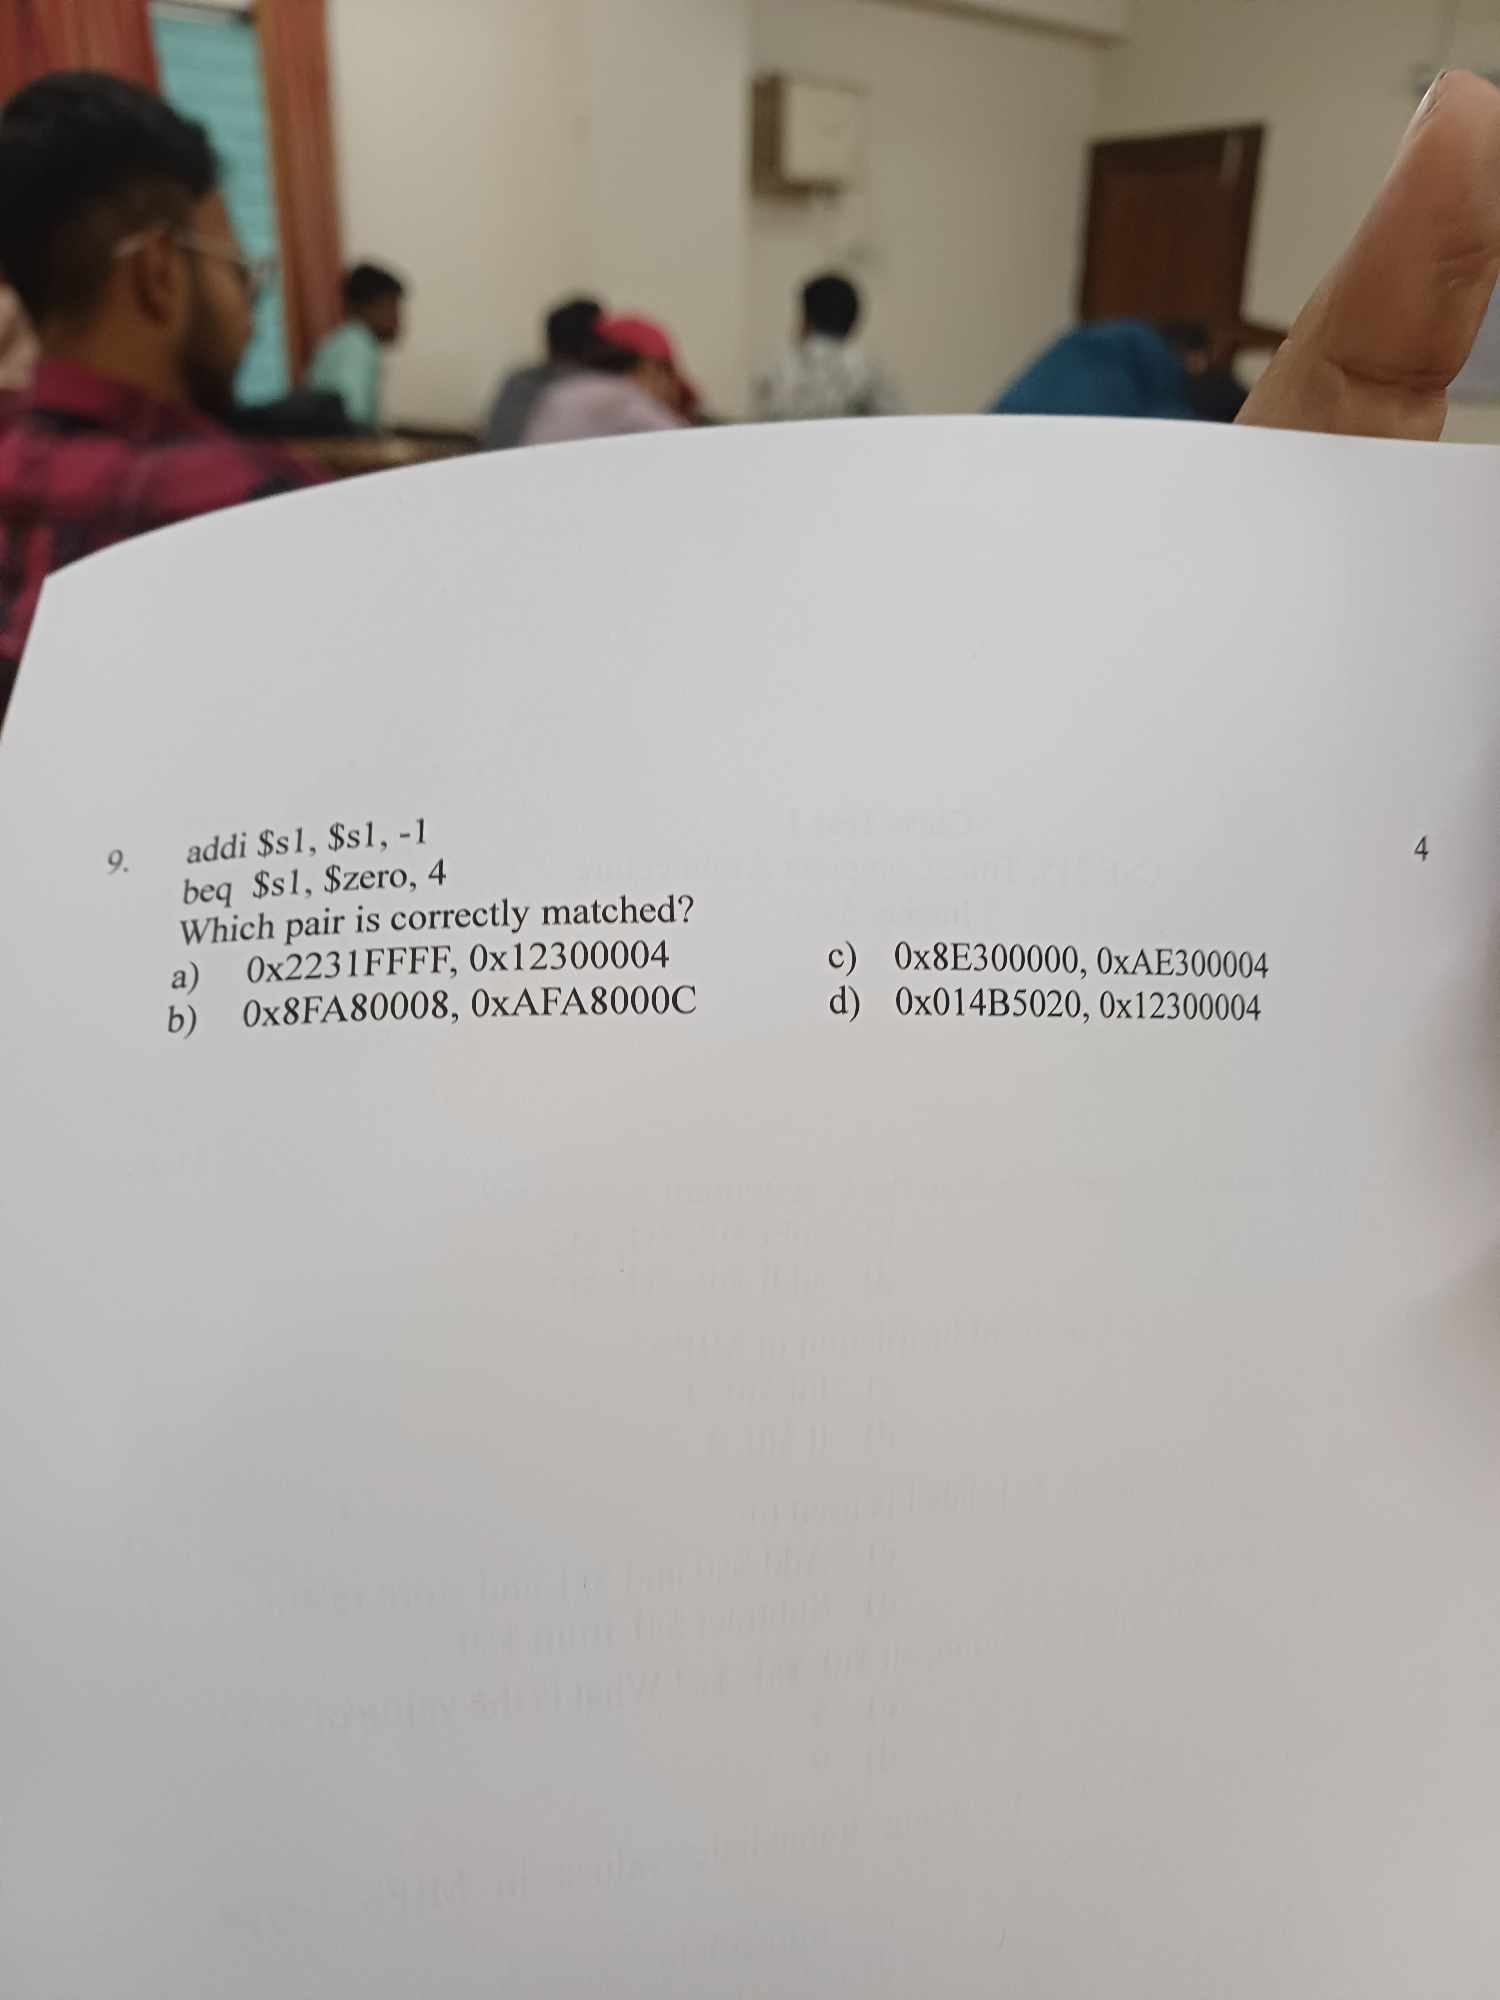 9. addi $s1, $s1, -1 4
beq $s1, $zero, 4
Which pair is correctly matched?
a) 0x2231FFFF, 0x12300004 c) 0x8E300000, 0xAE300004
b) 0x8FA80008, 0xAFA8000C d) 0x014B5020, 0x12300004